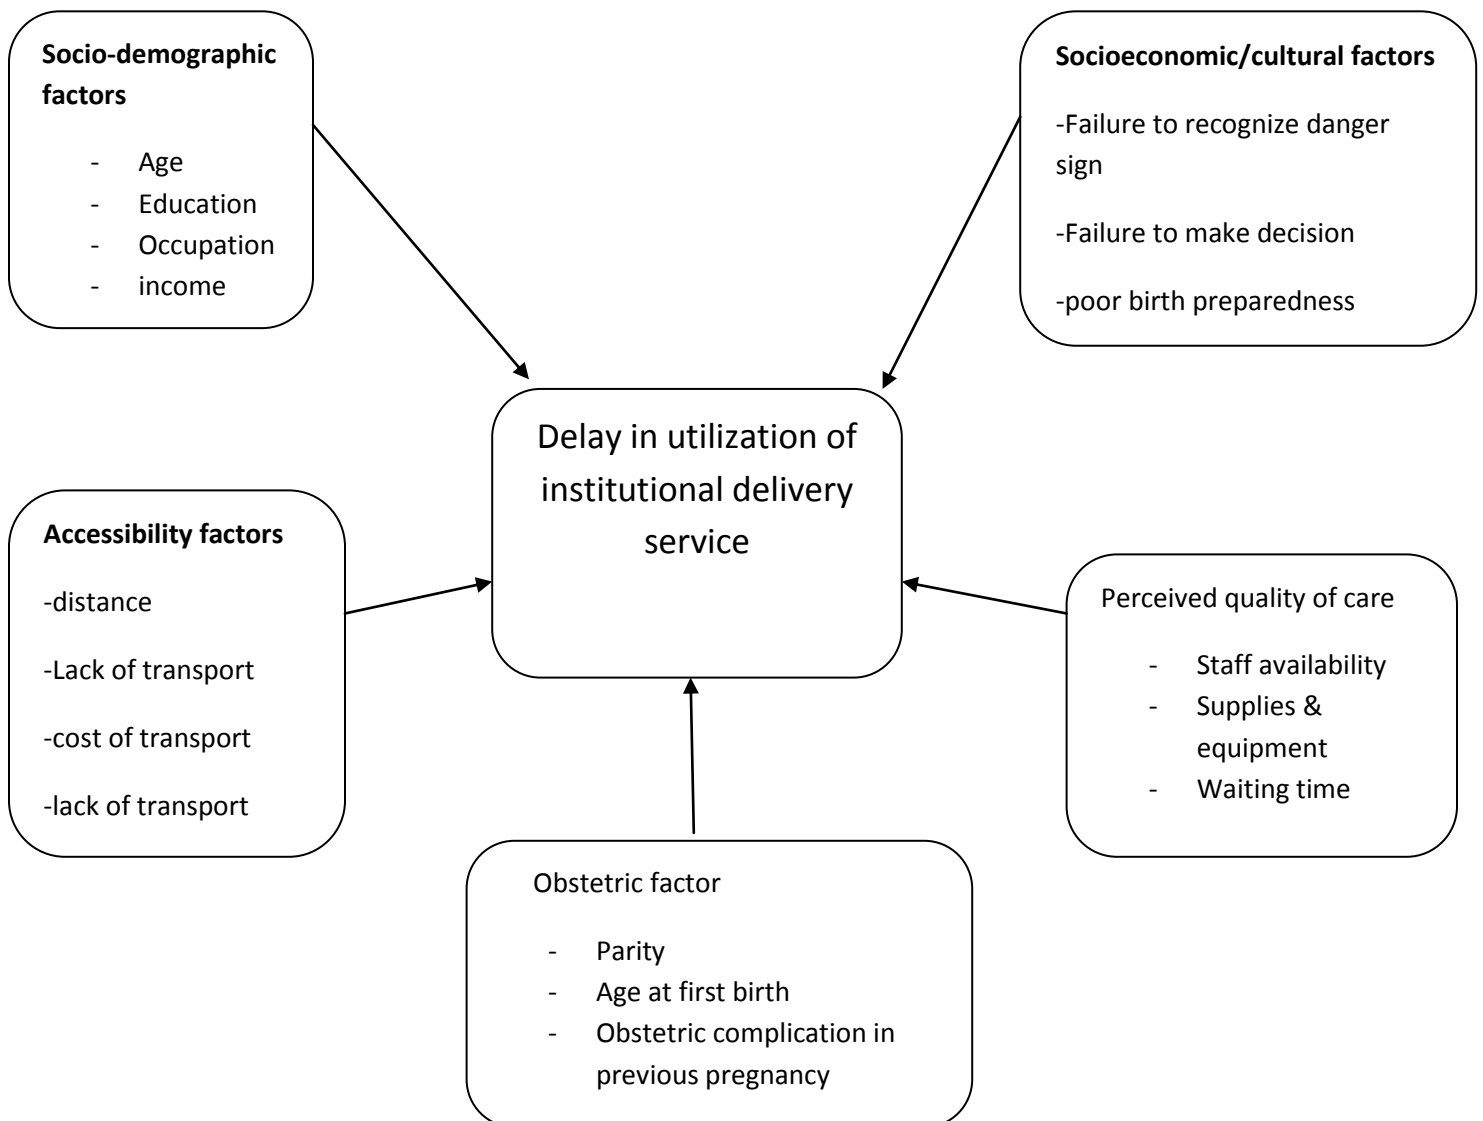 Socio-demographic
factors
- Age
- Education
- Occupation
- income
Socioeconomic/cultural factors
-Failure to recognize danger
sign
-Failure to make decision
-poor birth preparedness
Delay in utilization of
institutional delivery
service
Accessibility factors
-distance
-Lack of transport
-cost of transport
-lack of transport
Perceived quality of care
- Staff availability
- Supplies &
equipment
- Waiting time
Obstetric factor
- Parity
- Age at first birth
- Obstetric complication in
previous pregnancy